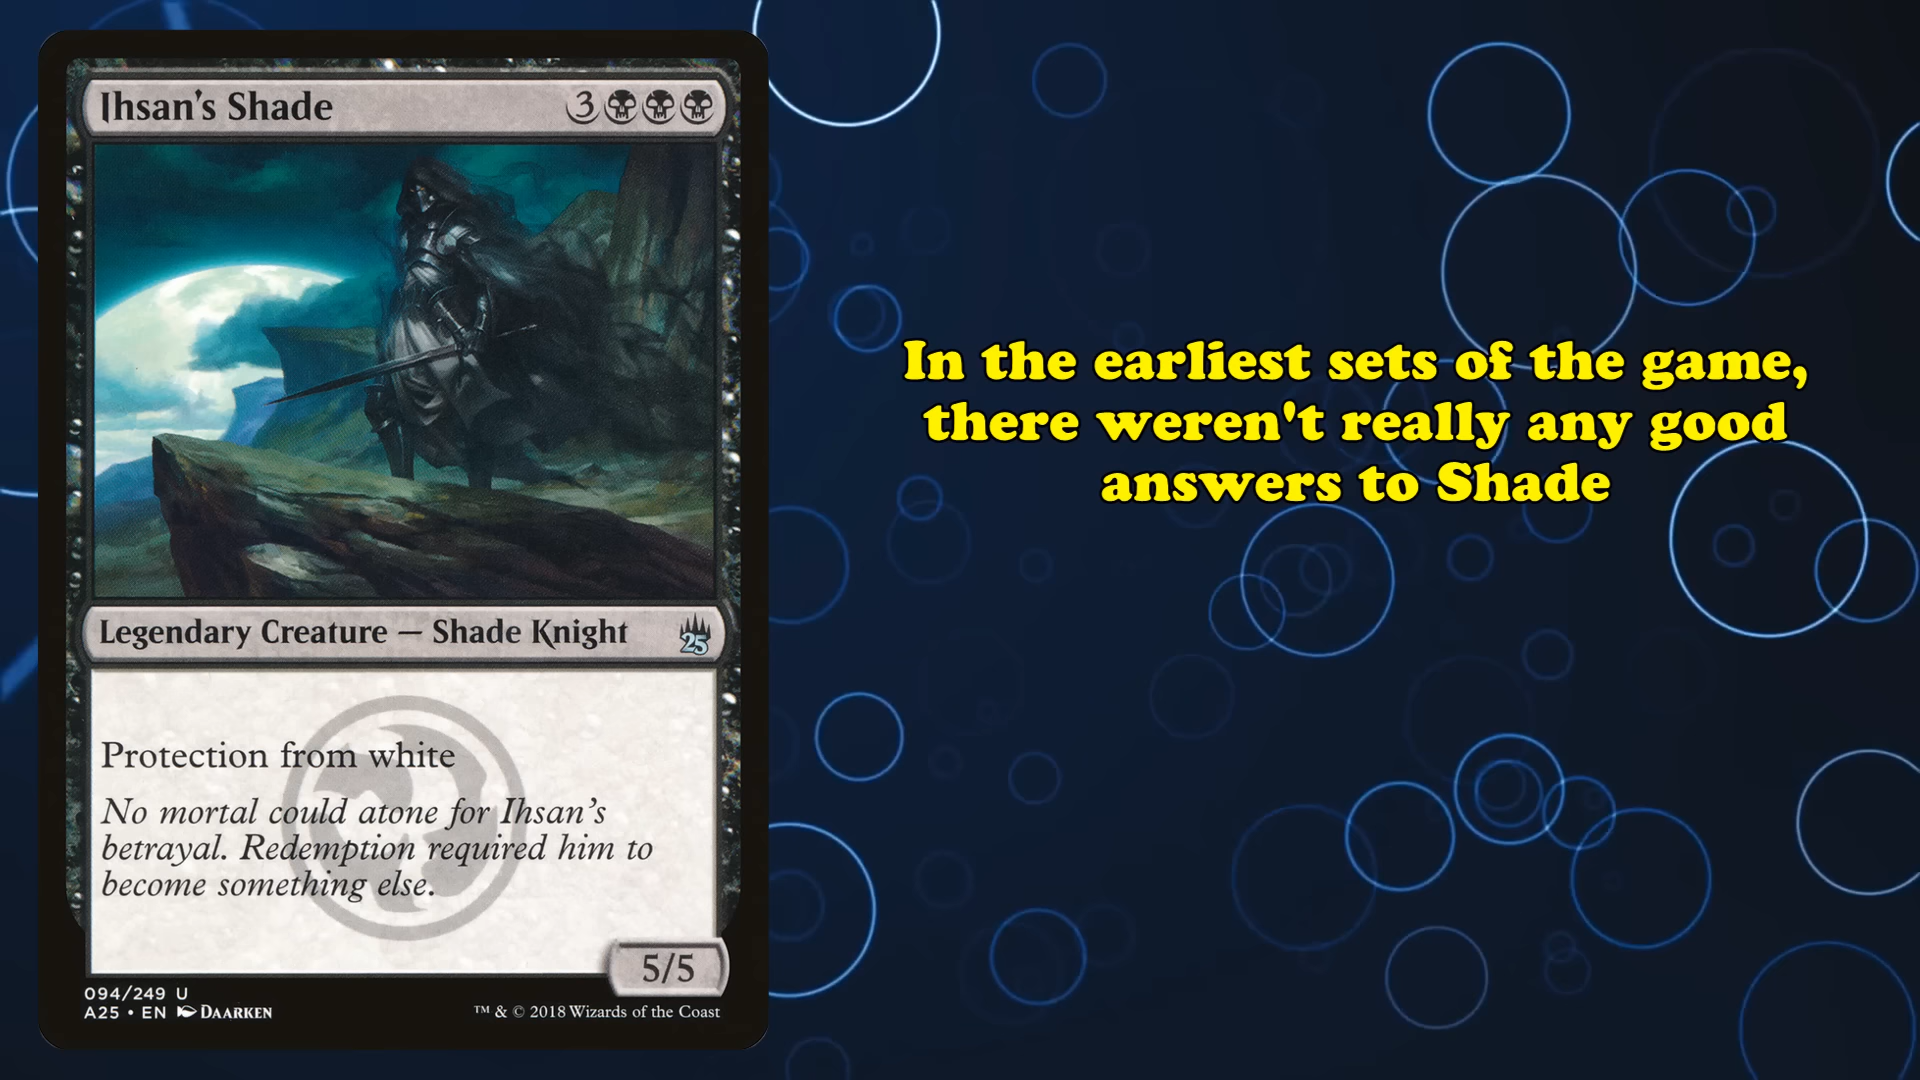 Ihsan's Shade 3
In the earliest sets of the game,
there weren't really any good
answers to Shade
Legendary Creature — Shade Knight
25
Protection from white
No mortal could atone for Ihsan's
betrayal. Redemption required him to
become something else.
5/5
094/249 U
A25 • EN DAARKEN
™ & © 2018 Wizards of the Coast